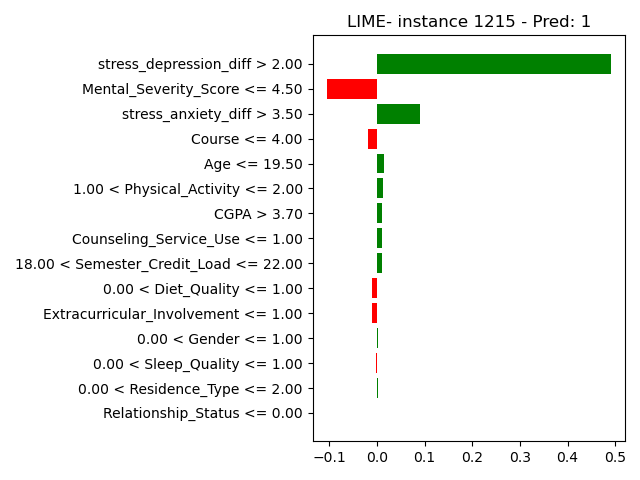 LIME- instance 1215 - Pred: 1
stress_depression_diff > 2.00
Mental_Severity_Score <= 4.50
stress_anxiety_diff > 3.50
Course <= 4.00
Age <= 19.50
1.00 < Physical_Activity <= 2.00
CGPA > 3.70
Counseling_Service_Use <= 1.00
18.00 < Semester_Credit_Load <= 22.00
0.00 < Diet_Quality <= 1.00
Extracurricular_Involvement <= 1.00
0.00 < Gender <= 1.00
0.00 < Sleep_Quality <= 1.00
0.00 < Residence_Type <= 2.00
Relationship_Status <= 0.00
−0.1 0.0 0.1 0.2 0.3 0.4 0.5